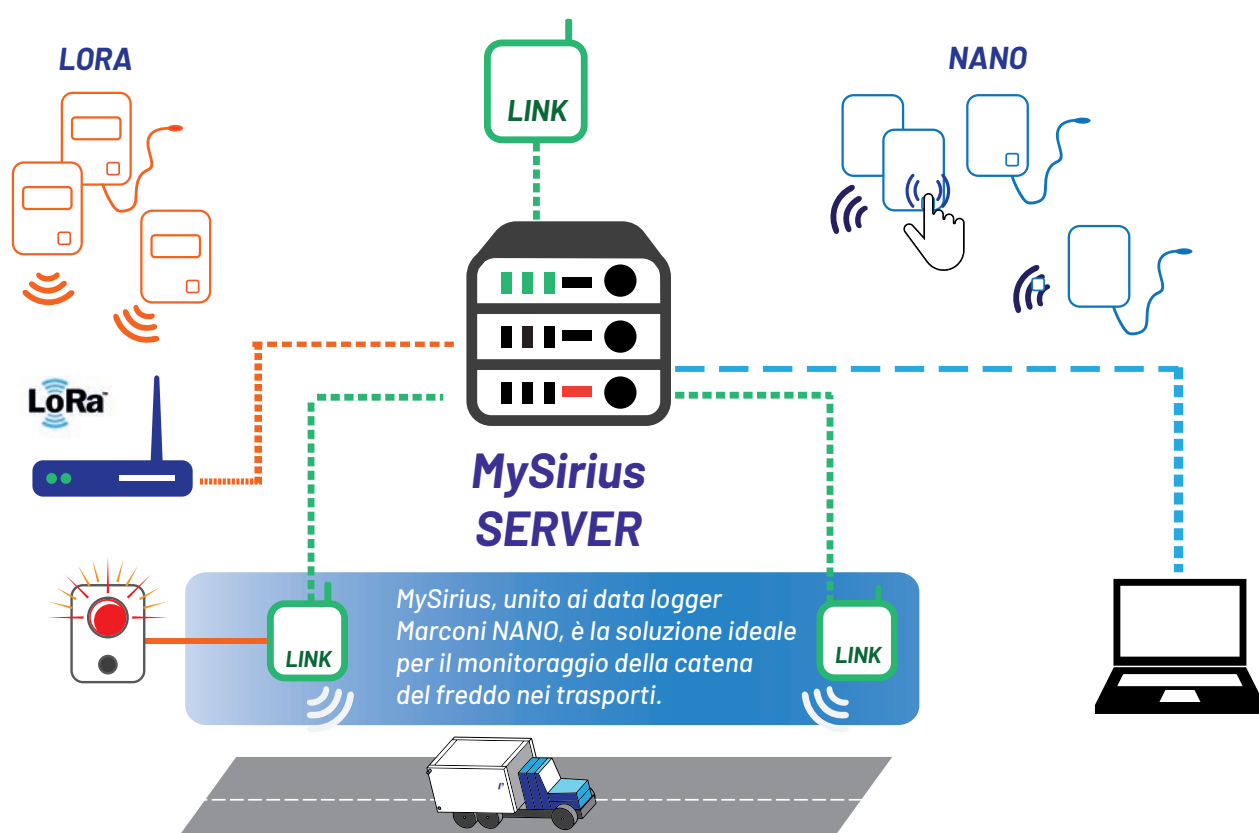 LORA
NANO
LINK
LoRa™
MySirius
SERVER
MySirius, unito ai data logger
Marconi NANO, è la soluzione ideale
per il monitoraggio della catena
del freddo nei trasporti.
LINK
LINK
r